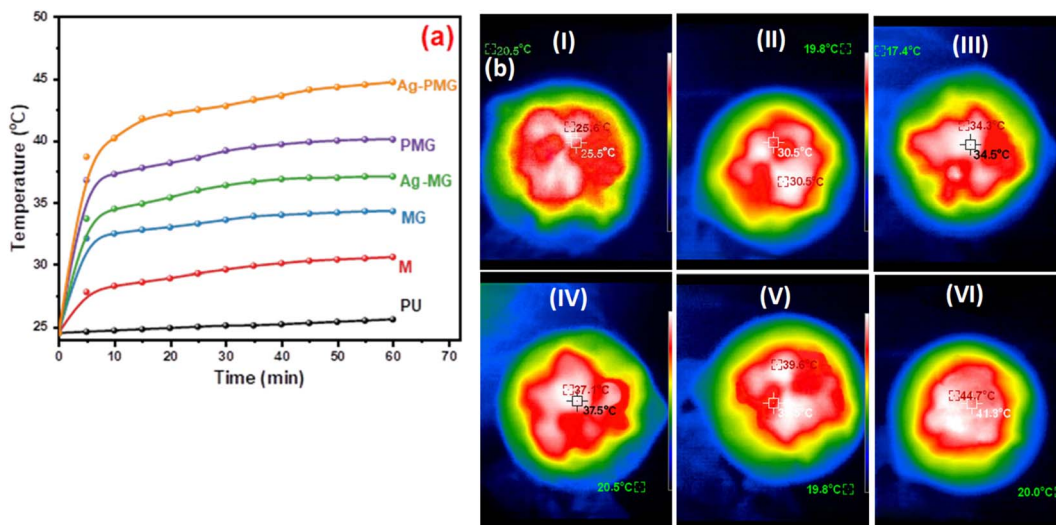 (a)
50
45
40
35
30
25
Temperature (°C)
Ag-PMG
PMG
Ag-MG
MG
M
PU
0 10 20 30 40 50 60 70
Time (min)
(b)
(I)
20.5°C
25.6°C
25.5°C
(II)
19.8°C
30.5°C
30.5°C
(III)
17.4°C
34.3°C
34.5°C
(IV)
37.1°C
37.5°C
20.5°C
(V)
39.6°C
19.8°C
(VI)
44.7°C
20.0°C